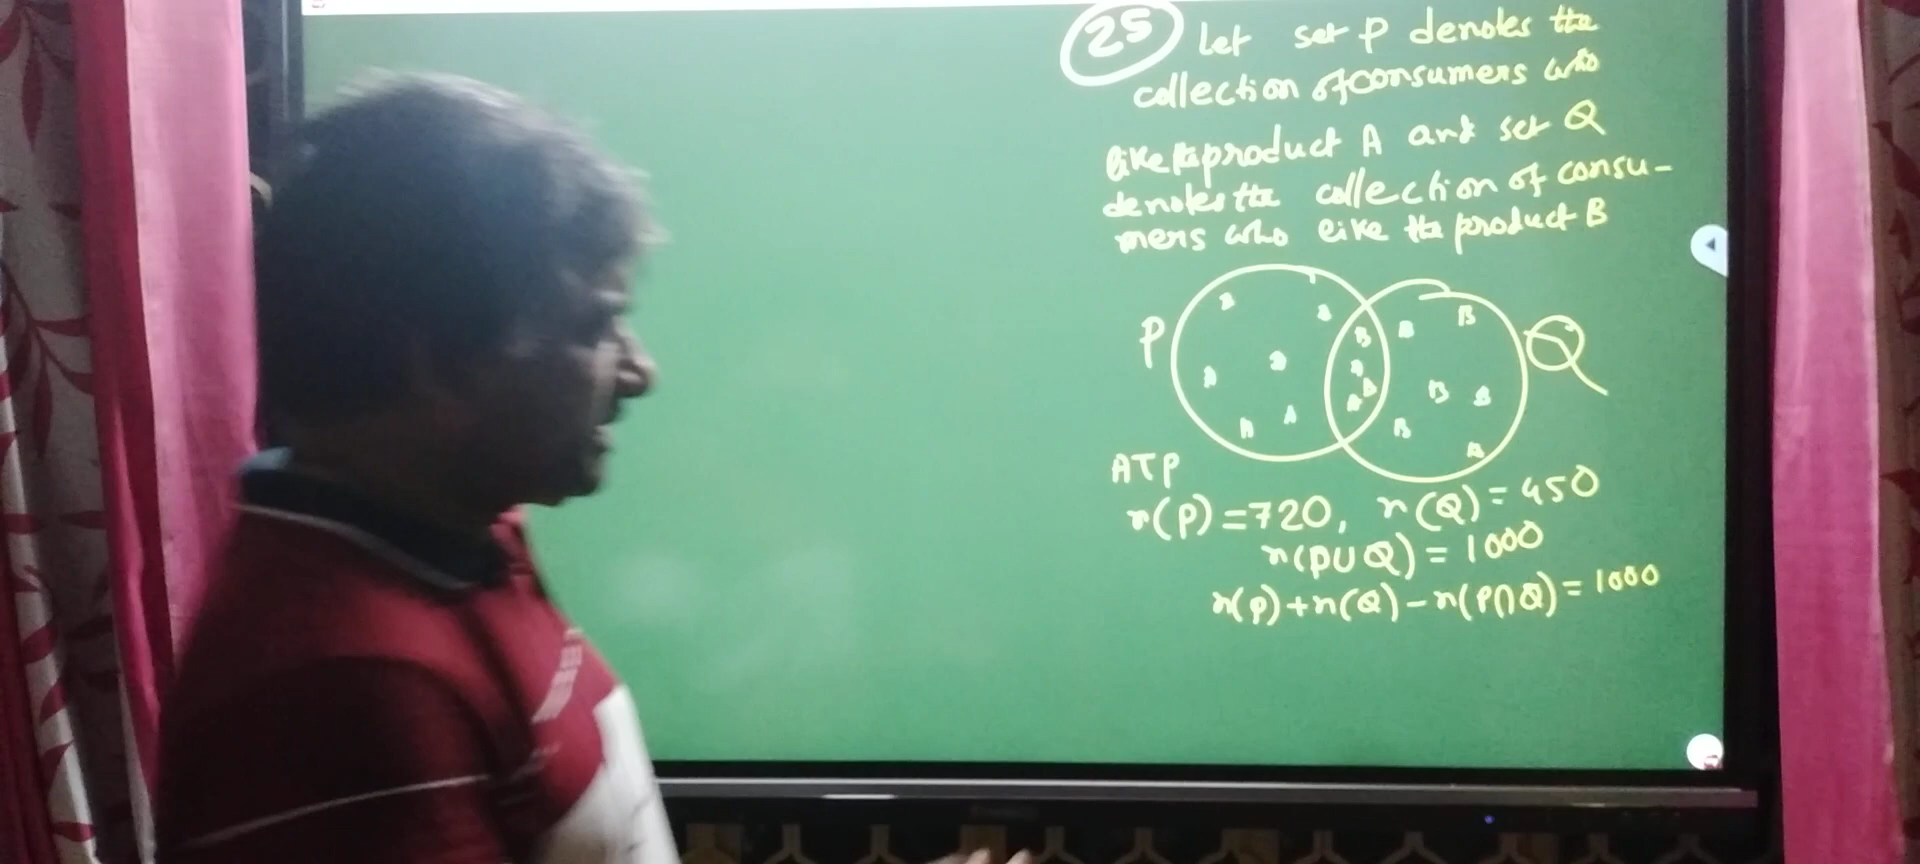 25 Let set P denotes the
collection of consumers who
like the product A and set Q
denotes the collection of consu-
mers who like the product B
P Q
ATP
n(P) = 720, n(Q) = 450
n(P∪Q) = 1000
n(P) + n(Q) - n(P∩Q) = 1000